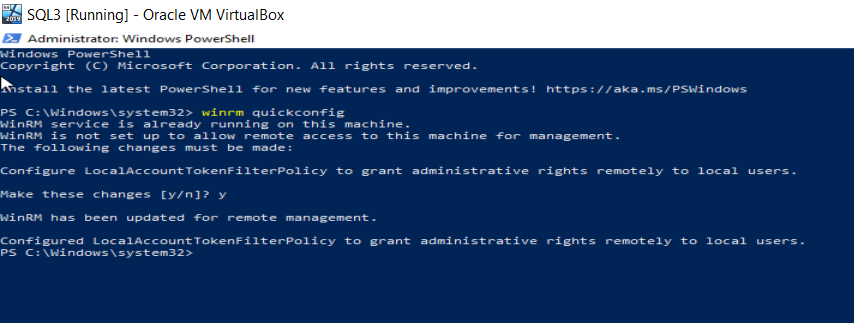 2019
SQL3 [Running] - Oracle VM VirtualBox
Administrator: Windows PowerShell
Windows PowerShell
Copyright (C) Microsoft Corporation. All rights reserved.
Install the latest PowerShell for new features and improvements! https://aka.ms/PSWindows
PS C:\Windows\system32> winrm quickconfig
WinRM service is already running on this machine.
WinRM is not set up to allow remote access to this machine for management.
The following changes must be made:
Configure LocalAccountTokenFilterPolicy to grant administrative rights remotely to local users.
Make these changes [y/n]? y
WinRM has been updated for remote management.
Configured LocalAccountTokenFilterPolicy to grant administrative rights remotely to local users.
PS C:\Windows\system32>